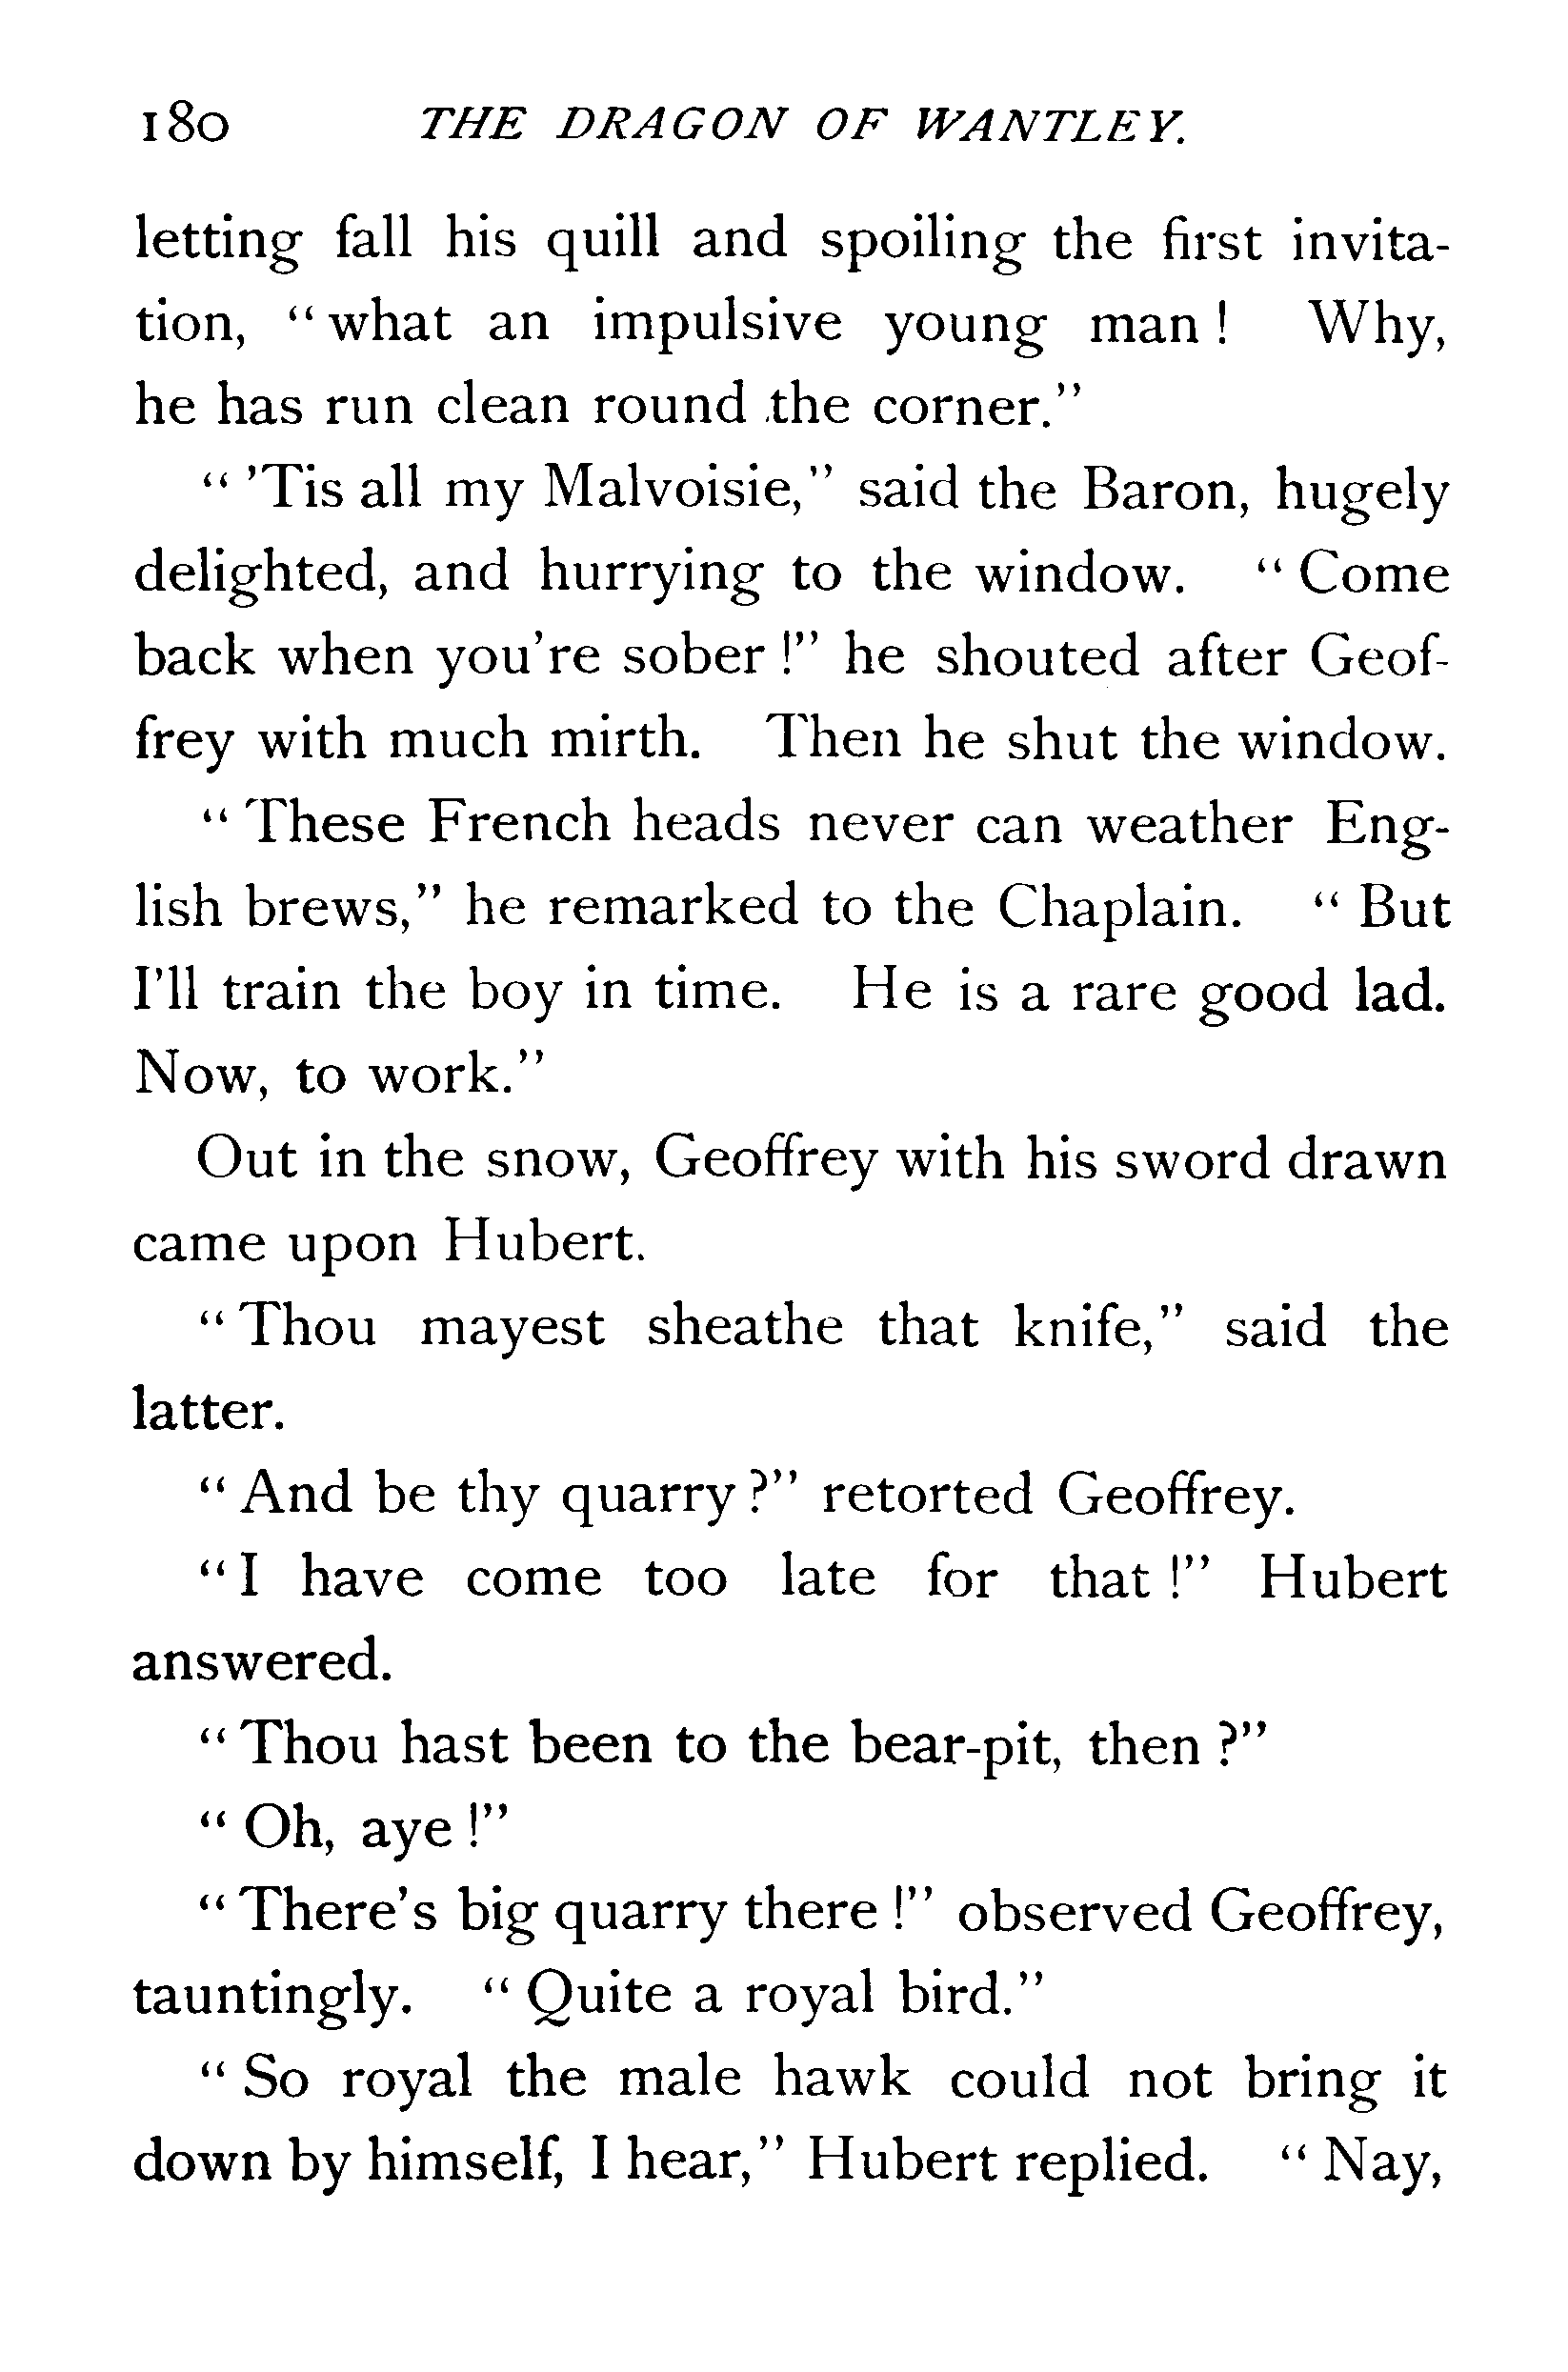 180 THE DRAGON OF WANTLEY.
letting fall his quill and spoiling the first invita-
tion, “what an impulsive young man! Why,
he has run clean round the corner.”
“’Tis all my Malvoisie,” said the Baron, hugely
delighted, and hurrying to the window. “Come
back when you’re sober!” he shouted after Geof-
frey with much mirth. Then he shut the window.
“These French heads never can weather Eng-
lish brews,” he remarked to the Chaplain. “But
I’ll train the boy in time. He is a rare good lad.
Now, to work.”
Out in the snow, Geoffrey with his sword drawn
came upon Hubert.
“Thou mayest sheathe that knife,” said the
latter.
“And be thy quarry?” retorted Geoffrey.
“I have come too late for that!” Hubert
answered.
“Thou hast been to the bear-pit, then?”
“Oh, aye!”
“There’s big quarry there!” observed Geoffrey,
tauntingly. “Quite a royal bird.”
“So royal the male hawk could not bring it
down by himself, I hear,” Hubert replied. “Nay,